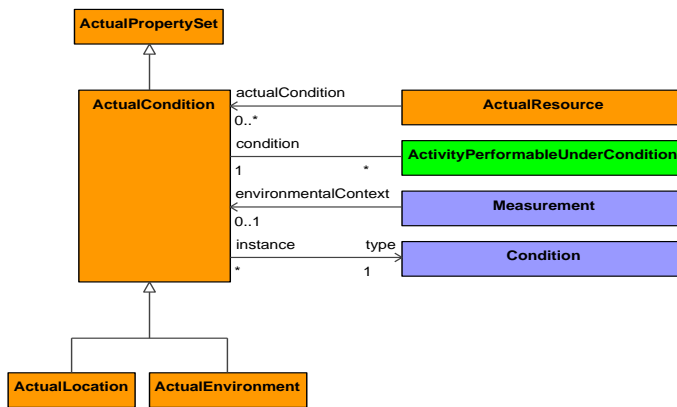 ActualPropertySet
ActualCondition
actualCondition
0..*
ActualResource
condition
1
*
ActivityPerformableUnderCondition
environmentalContext
0..1
Measurement
instance
type
*
1
Condition
ActualLocation
ActualEnvironment